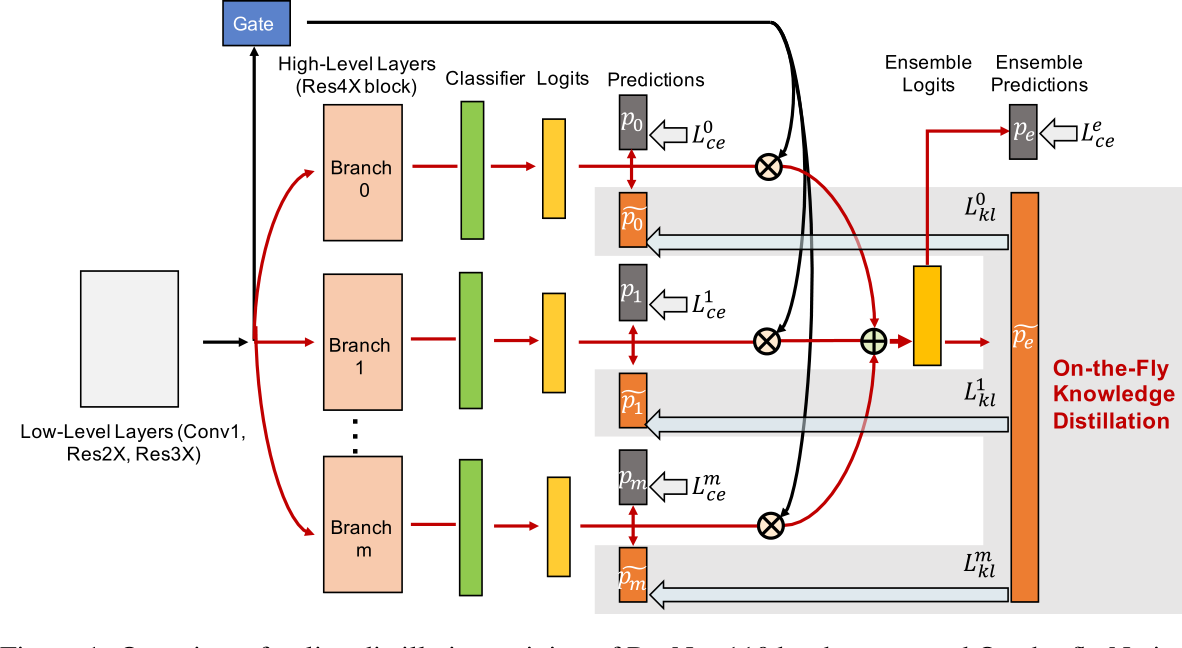 Gate
High-Level Layers
(Res4X block)
Classifier
Logits
Predictions
Ensemble
Logits
Ensemble
Predictions
p_0
L_{ce}^0
p_e
L_{ce}^e
Branch
0
\widetilde{p_0}
L_{kl}^0
p_1
L_{ce}^1
Branch
1
\widetilde{p_e}
\widetilde{p_1}
L_{kl}^1
On-the-Fly
Knowledge
Distillation
Low-Level Layers (Conv1,
Res2X, Res3X)
p_m
L_{ce}^m
Branch
m
\widetilde{p_m}
L_{kl}^m